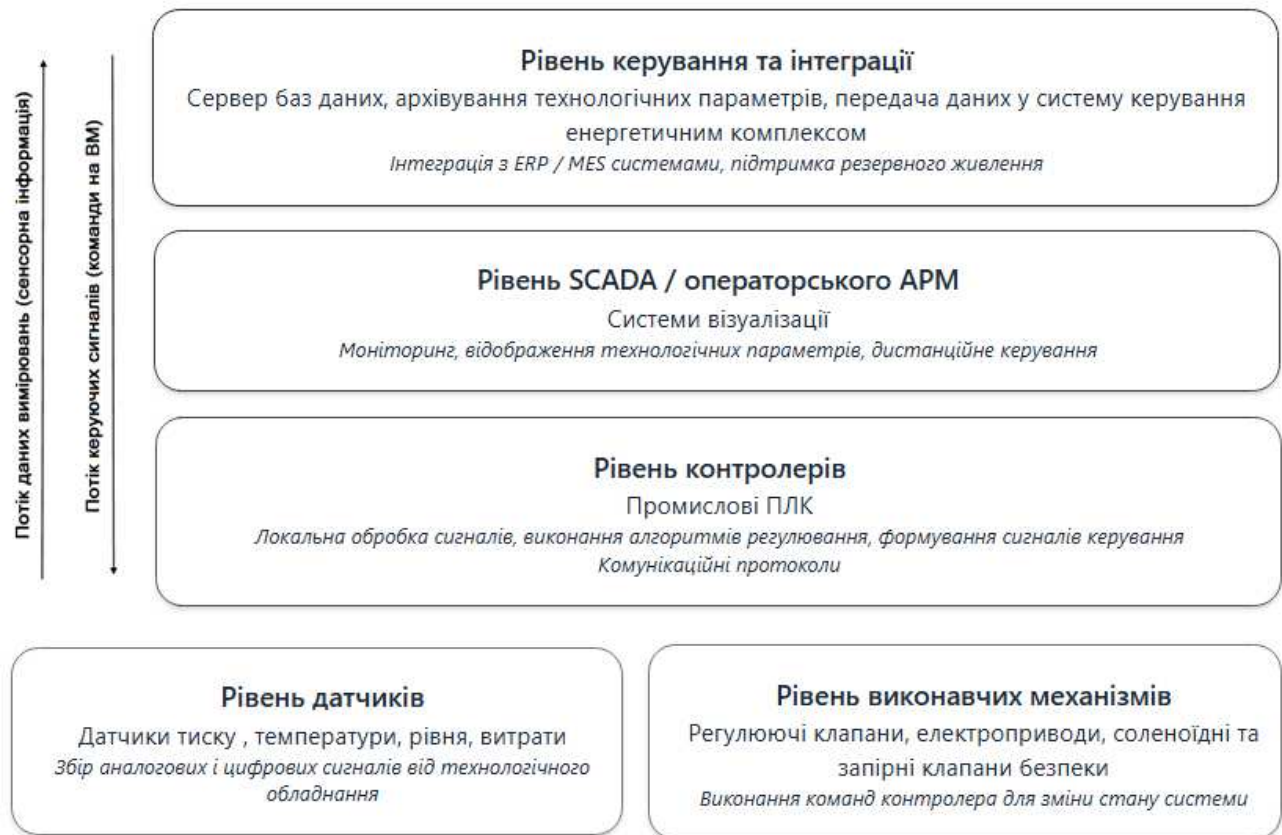 Потік даних вимірювань (сенсорна інформація)
Потік керуючих сигналів (команди на ВМ)
Рівень керування та інтеграції
Сервер баз даних, архівування технологічних параметрів, передача даних у систему керування
енергетичним комплексом
Інтеграція з ERP / MES системами, підтримка резервного живлення
Рівень SCADA / операторського АРМ
Системи візуалізації
Моніторинг, відображення технологічних параметрів, дистанційне керування
Рівень контролерів
Промислові ПЛК
Локальна обробка сигналів, виконання алгоритмів регулювання, формування сигналів керування
Комунікаційні протоколи
Рівень датчиків
Датчики тиску , температури, рівня, витрати
Збір аналогових і цифрових сигналів від технологічного
обладнання
Рівень виконавчих механізмів
Регулюючі клапани, електроприводи, соленоїдні та
запірні клапани безпеки
Виконання команд контролера для зміни стану системи